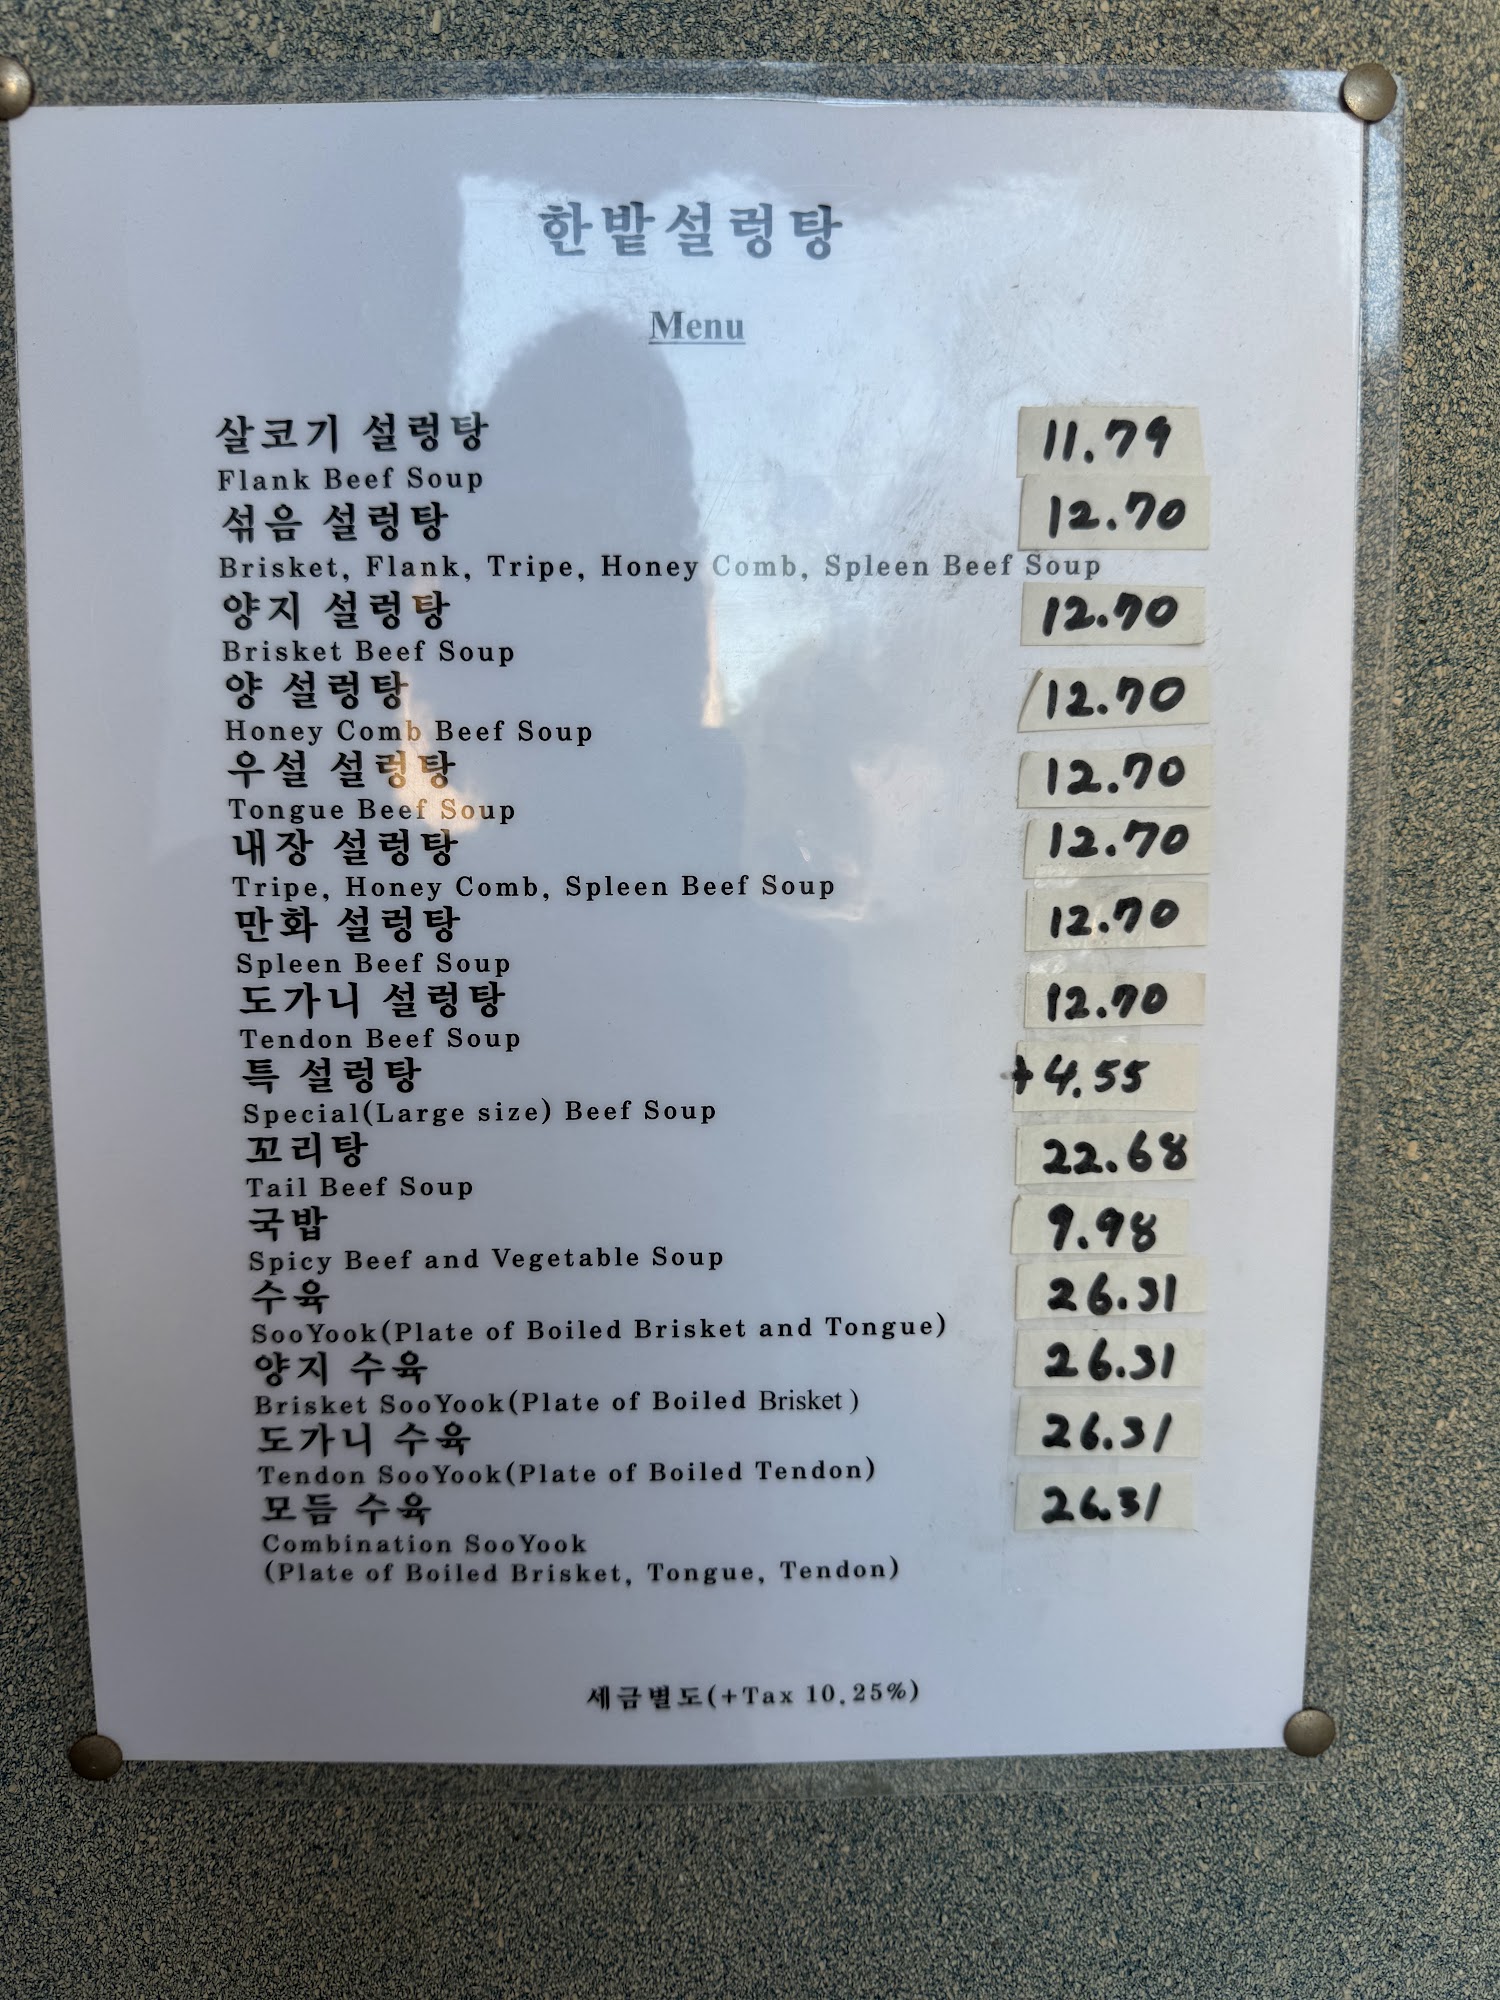 한밭설렁탕
Menu
살코기 설렁탕 11.79
Flank Beef Soup
섞음 설렁탕 12.70
Brisket, Flank, Tripe, Honey Comb, Spleen Beef Soup
양지 설렁탕 12.70
Brisket Beef Soup
양 설렁탕 12.70
Honey Comb Beef Soup
우설 설렁탕 12.70
Tongue Beef Soup
내장 설렁탕 12.70
Tripe, Honey Comb, Spleen Beef Soup
만화 설렁탕 12.70
Spleen Beef Soup
도가니 설렁탕 12.70
Tendon Beef Soup
특 설렁탕 +4.55
Special(Large size) Beef Soup
꼬리탕 22.68
Tail Beef Soup
국밥 9.98
Spicy Beef and Vegetable Soup
수육 26.31
SooYook(Plate of Boiled Brisket and Tongue)
양지 수육 26.31
Brisket SooYook(Plate of Boiled Brisket )
도가니 수육 26.31
Tendon SooYook(Plate of Boiled Tendon)
모듬 수육 26.31
Combination SooYook
(Plate of Boiled Brisket, Tongue, Tendon)
세금별도(+Tax 10.25%)